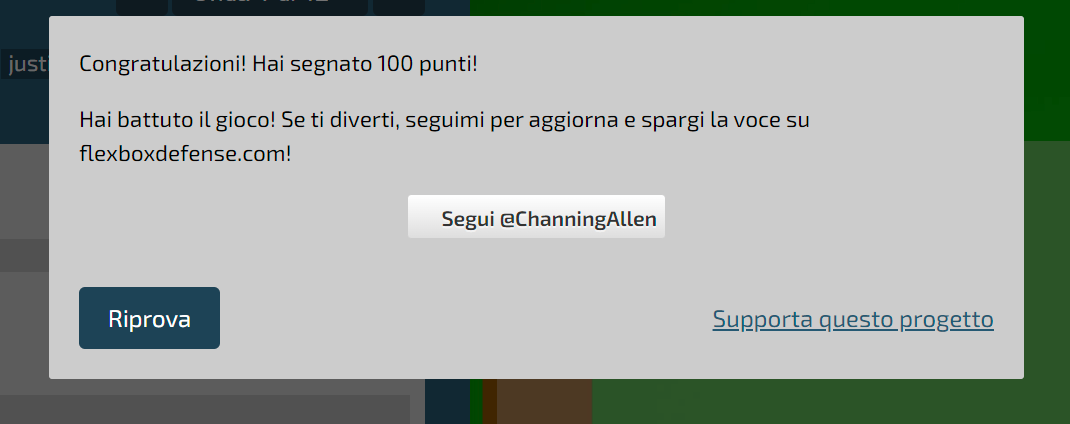 justi
Congratulazioni! Hai segnato 100 punti!
Hai battuto il gioco! Se ti diverti, seguimi per aggiorna e spargi la voce su
flexboxdefense.com!
Segui @ChanningAllen
Riprova
Supporta questo progetto